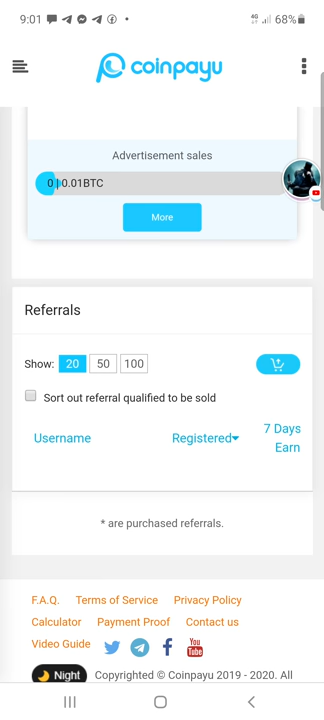 9:01 4G 68%
coinpayu
Advertisement sales
0 | 0.01BTC
More
Referrals
Show: 20 50 100
Sort out referral qualified to be sold
Username Registered 7 Days Earn
* are purchased referrals.
F.A.Q. Terms of Service Privacy Policy
Calculator Payment Proof Contact us
Video Guide You Tube
Night Copyrighted © Coinpayu 2019 - 2020. All